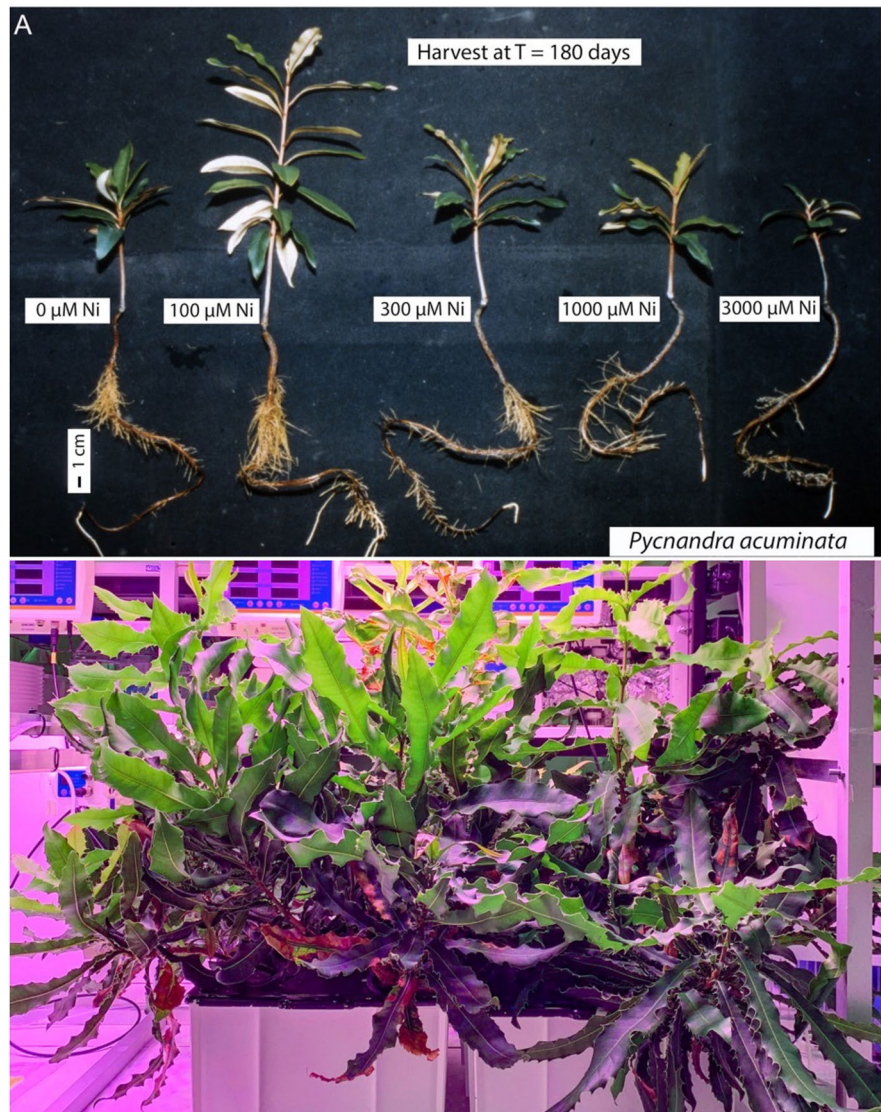 A
Harvest at T = 180 days
0 µM Ni
100 µM Ni
300 µM Ni
1000 µM Ni
3000 µM Ni
1 cm
Pycnandra acuminata